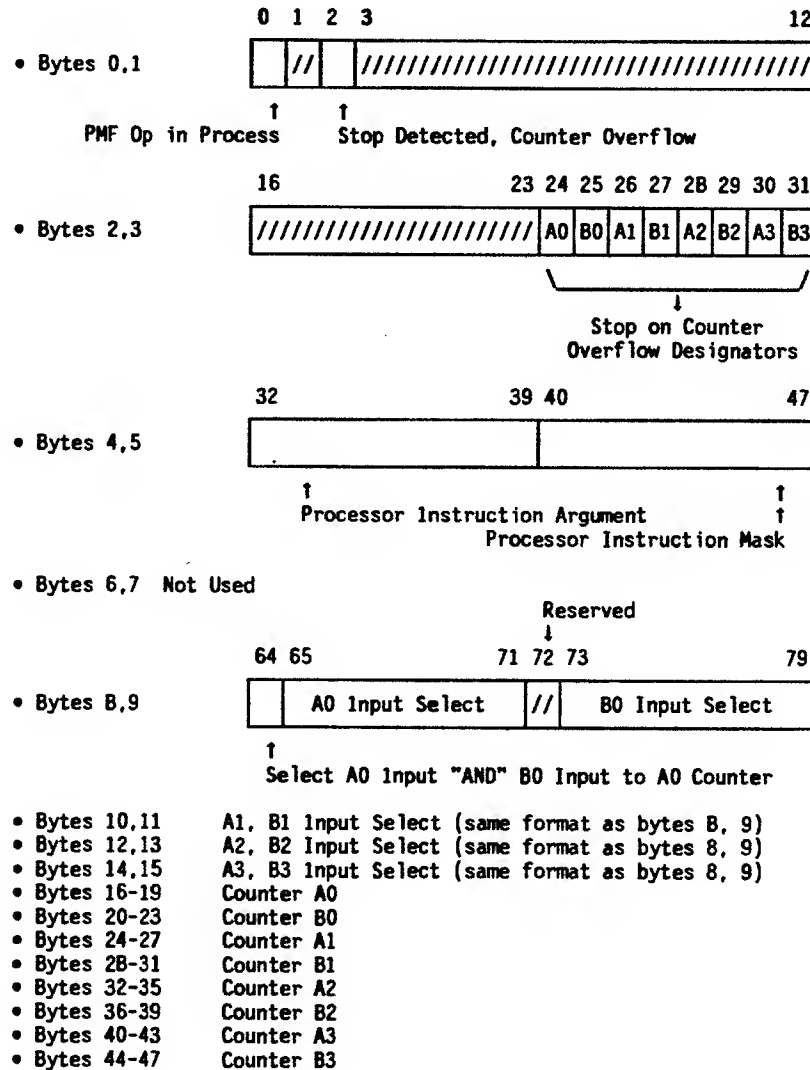 0 1 2 3 12
• Bytes 0,1
↑ ↑
PMF Op in Process Stop Detected, Counter Overflow
16 23 24 25 26 27 2B 29 30 31
• Bytes 2,3 A0 B0 A1 B1 A2 B2 A3 B3
↓
Stop on Counter
Overflow Designators
32 39 40 47
• Bytes 4,5
↑ ↑
Processor Instruction Argument ↑
Processor Instruction Mask
• Bytes 6,7 Not Used
Reserved
↓
64 65 71 72 73 79
• Bytes B,9 A0 Input Select // B0 Input Select
↑
Select A0 Input "AND" B0 Input to A0 Counter
• Bytes 10,11 A1, B1 Input Select (same format as bytes B, 9)
• Bytes 12,13 A2, B2 Input Select (same format as bytes 8, 9)
• Bytes 14,15 A3, B3 Input Select (same format as bytes 8, 9)
• Bytes 16-19 Counter A0
• Bytes 20-23 Counter B0
• Bytes 24-27 Counter A1
• Bytes 2B-31 Counter B1
• Bytes 32-35 Counter A2
• Bytes 36-39 Counter B2
• Bytes 40-43 Counter A3
• Bytes 44-47 Counter B3